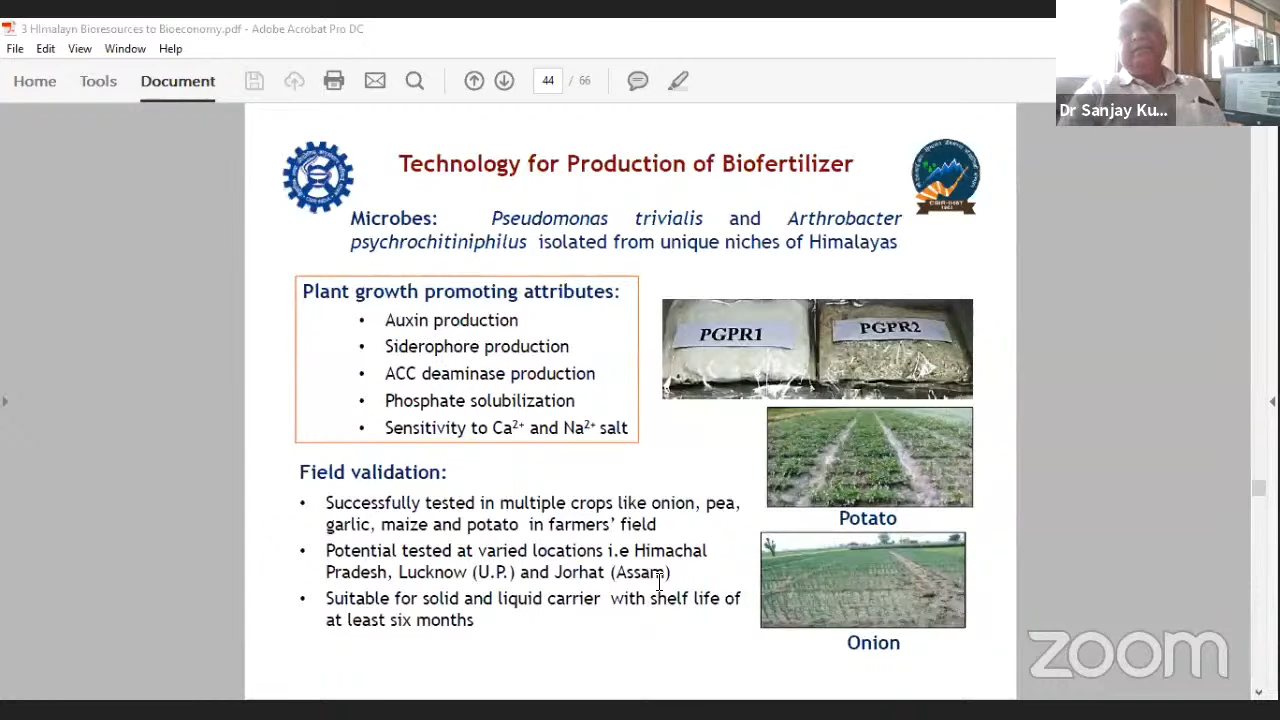 3 HImalayn Bioresources to Bioeconomy.pdf - Adobe Acrobat Pro DC
File Edit View Window Help
Home Tools Document 44 / 66
Dr Sanjay Ku...
Technology for Production of Biofertilizer
Microbes: Pseudomonas trivialis and Arthrobacter
psychrochitiniphilus isolated from unique niches of Himalayas
Plant growth promoting attributes:
• Auxin production
• Siderophore production
• ACC deaminase production
• Phosphate solubilization
• Sensitivity to Ca²⁺ and Na²⁺ salt
PGPR1 PGPR2
Potato
Field validation:
• Successfully tested in multiple crops like onion, pea,
garlic, maize and potato in farmers' field
• Potential tested at varied locations i.e Himachal
Pradesh, Lucknow (U.P.) and Jorhat (Assam)
• Suitable for solid and liquid carrier with shelf life of
at least six months
Onion
zoom